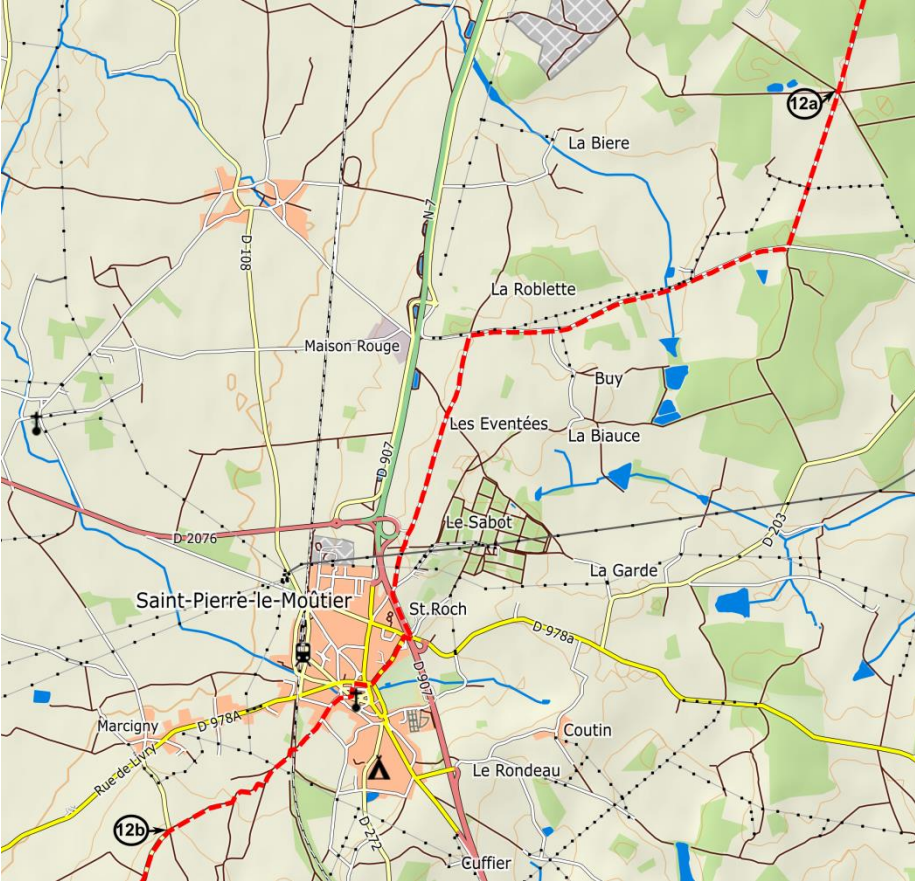 12a
La Biere
N 7
D 108
La Roblette
Maison Rouge
Buy
Les Eventées
La Biauce
D 907
Le Sabot
D 2076
D 203
La Garde
Saint-Pierre-le-Moûtier
St.Roch
D 978a
D 907
Marcigny
D 978A
Coutin
Rue de Livry
Le Rondeau
12b
D 272
Cuffier